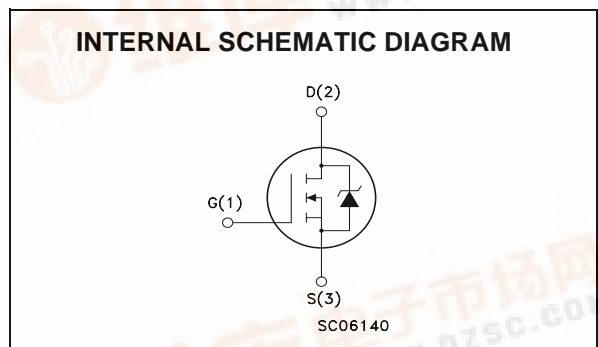 INTERNAL SCHEMATIC DIAGRAM
D(2)
G(1)
S(3)
SC06140